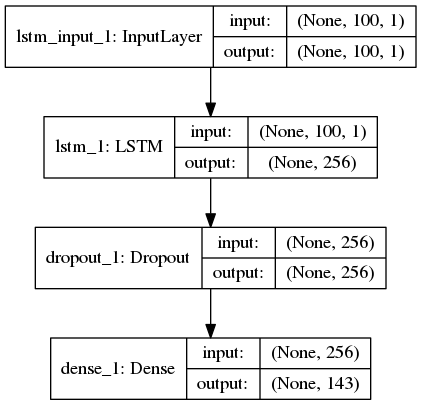 lstm_input_1: InputLayer
input: (None, 100, 1)
output: (None, 100, 1)
lstm_1: LSTM
input: (None, 100, 1)
output: (None, 256)
dropout_1: Dropout
input: (None, 256)
output: (None, 256)
dense_1: Dense
input: (None, 256)
output: (None, 143)